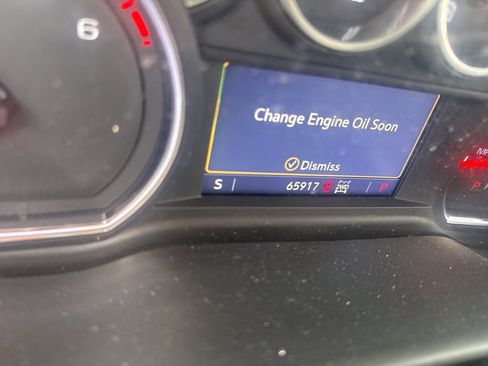 6
Change Engine Oil Soon
Dismiss
S
65917
2WD
P
P